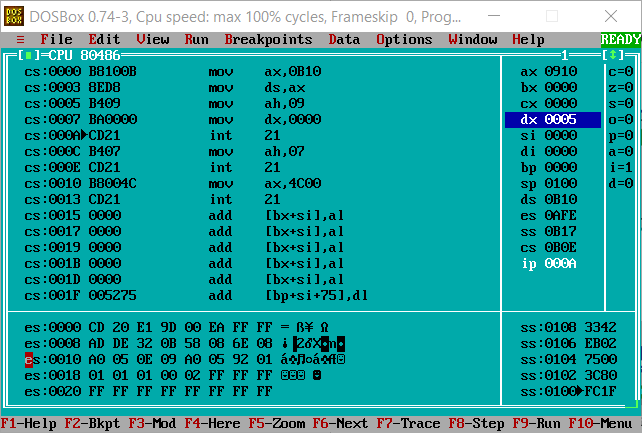 DOSBox 0.74-3, Cpu speed: max 100% cycles, Frameskip 0, Prog...
≡ File Edit View Run Breakpoints Data Options Window Help READY
[■]=CPU 80486 1 [↕]
cs:0000 B8100B mov ax,0B10 ax 0910 c=0
cs:0003 8ED8 mov ds,ax bx 0000 z=0
cs:0005 B409 mov ah,09 cx 0000 s=0
cs:0007 BA0000 mov dx,0000 dx 0005 o=0
cs:000A►CD21 int 21 si 0000 p=0
cs:000C B407 mov ah,07 di 0000 a=0
cs:000E CD21 int 21 bp 0000 i=1
cs:0010 B8004C mov ax,4C00 sp 0100 d=0
cs:0013 CD21 int 21 ds 0B10
cs:0015 0000 add [bx+si],al es 0AFE
cs:0017 0000 add [bx+si],al ss 0B17
cs:0019 0000 add [bx+si],al cs 0B0E
cs:001B 0000 add [bx+si],al ip 000A
cs:001D 0000 add [bx+si],al
cs:001F 005275 add [bp+si+75],dl
es:0000 CD 20 E1 9D 00 EA FF FF = ß¥ Ω ss:0108 3342
es:0008 AD DE 32 0B 58 08 6E 08 ss:0106 EB02
es:0010 A0 05 0E 09 A0 05 92 01 ss:0104 7500
es:0018 01 01 01 00 02 FF FF FF ☺☺☺ ☻ ss:0102 3C80
es:0020 FF FF FF FF FF FF FF FF ss:0100►FC1F
F1-Help F2-Bkpt F3-Mod F4-Here F5-Zoom F6-Next F7-Trace F8-Step F9-Run F10-Menu